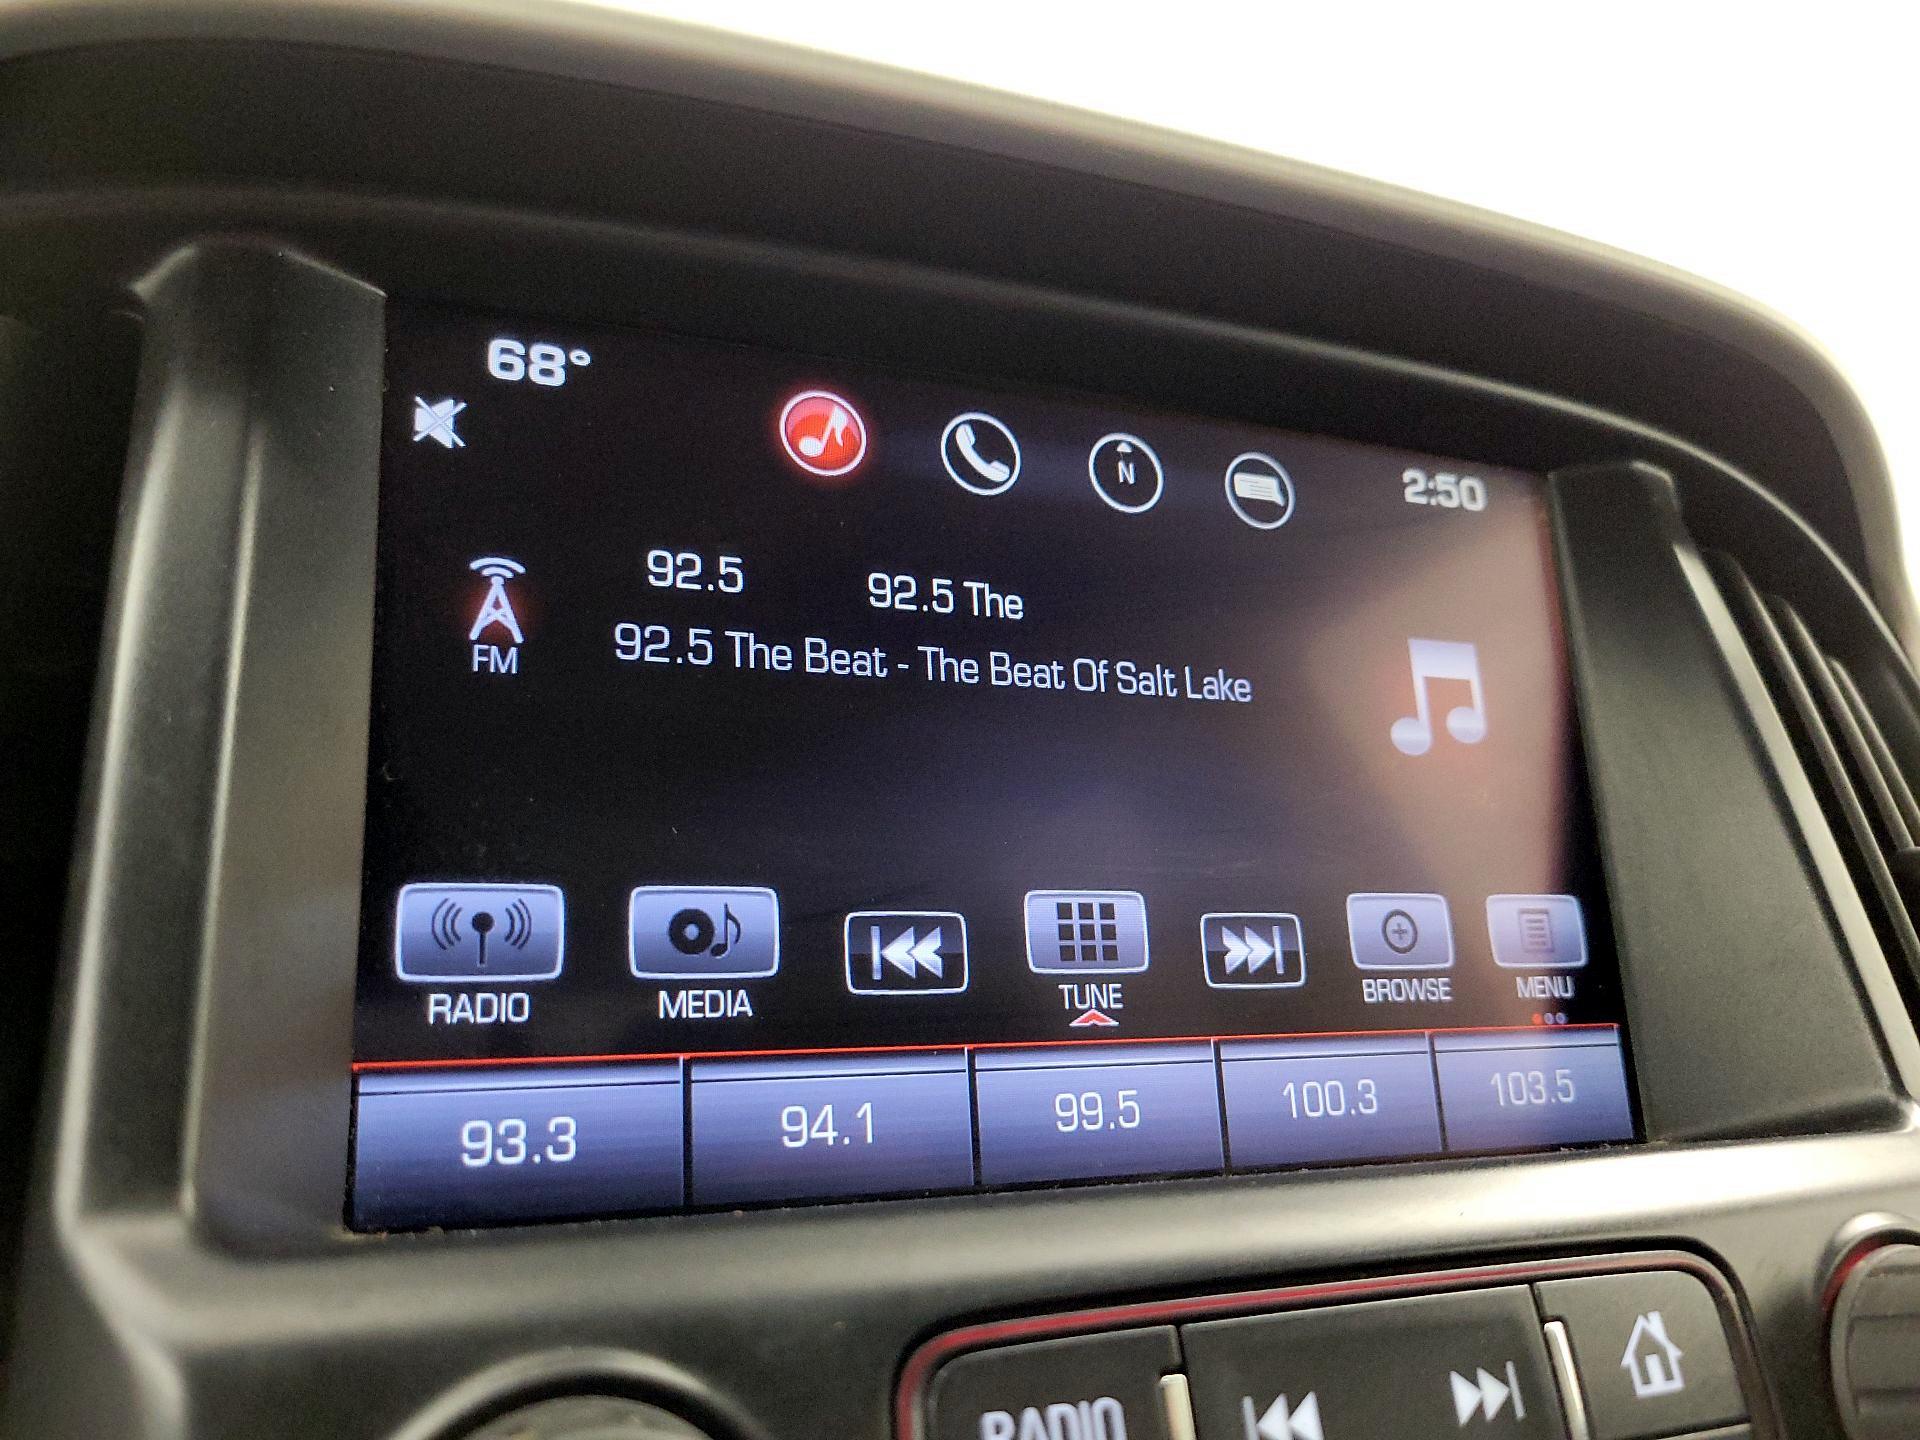 68°
N
2:50
92.5 92.5 The
FM
92.5 The Beat - The Beat Of Salt Lake
RADIO MEDIA TUNE BROWSE MENU
93.3 94.1 99.5 100.3 103.5
RADIO